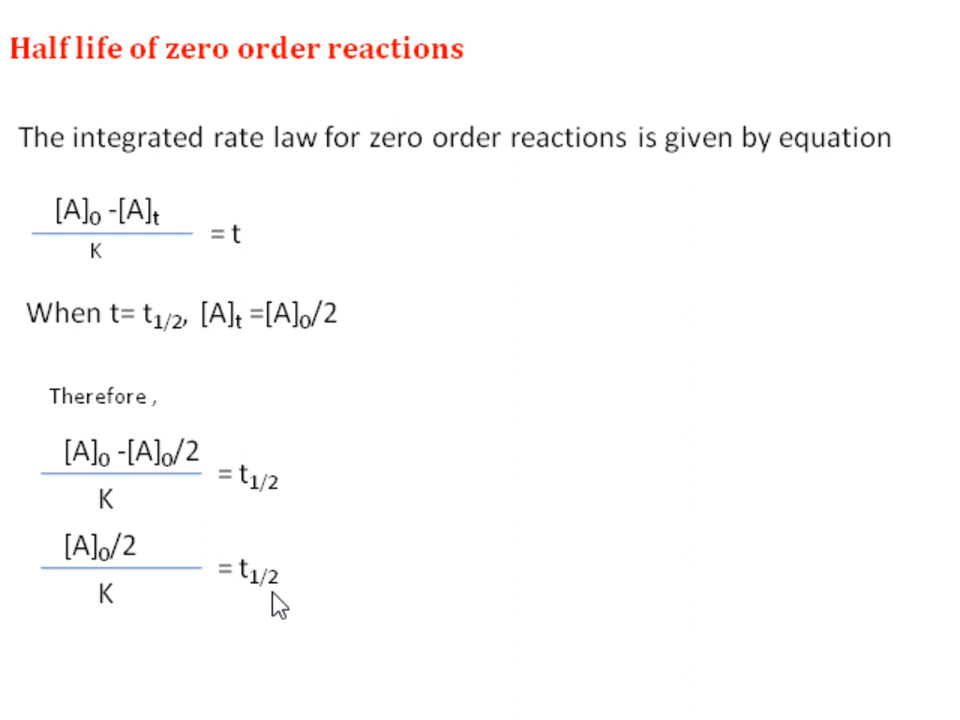 Half life of zero order reactions
The integrated rate law for zero order reactions is given by equation
[A]₀ -[A]ₜ
= t
K
When t= t₁/₂, [A]ₜ =[A]₀/2
Therefore ,
[A]₀ -[A]₀/2
= t₁/₂
K
[A]₀/2
= t₁/₂
K